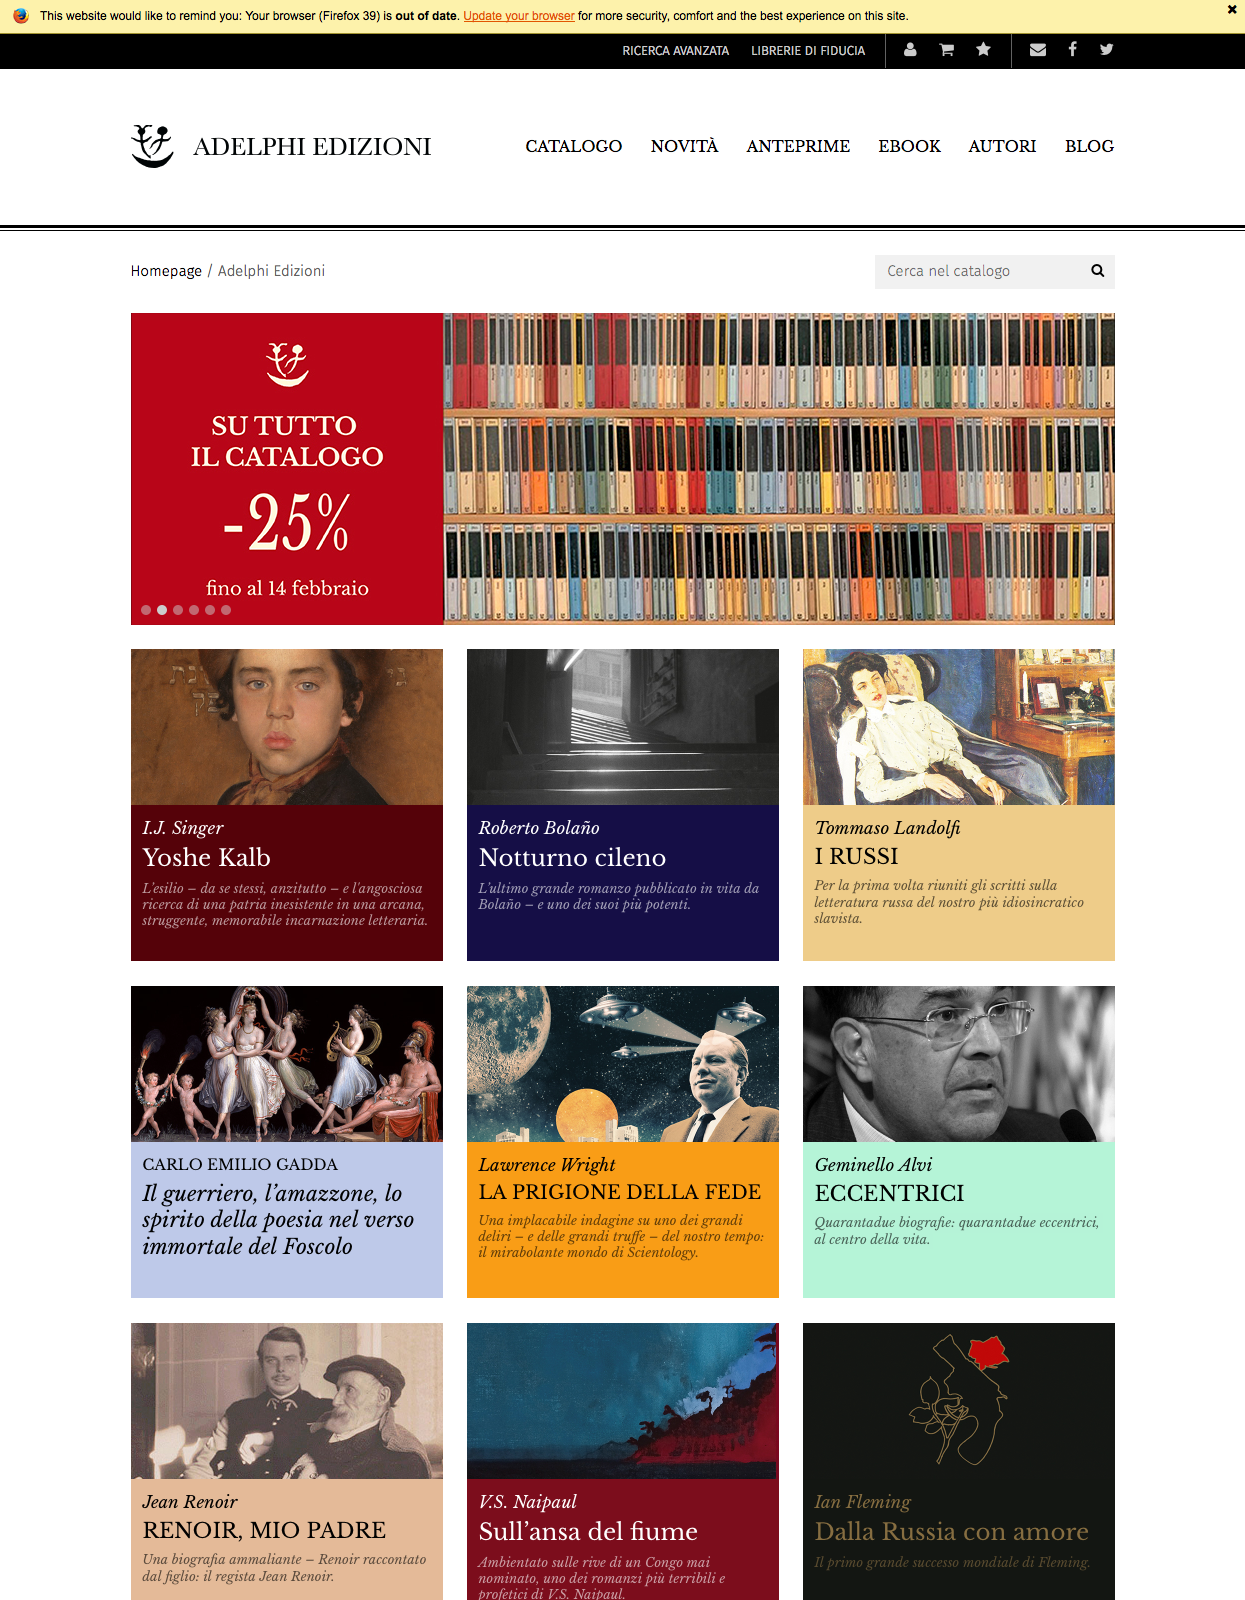 This website would like to remind you: Your browser (Firefox 39) is out of date. Update your browser for more security, comfort and the best experience on this site.
RICERCA AVANZATA
LIBRERIE DI FIDUCIA
ADELPHI EDIZIONI
CATALOGO
NOVITÀ
ANTEPRIME
EBOOK
AUTORI
BLOG
Homepage / Adelphi Edizioni
Cerca nel catalogo
SU TUTTO
IL CATALOGO
-25%
fino al 14 febbraio
I.J. Singer
Yoshe Kalb
L'esilio – da se stessi, anzitutto – e l'angosciosa
ricerca di una patria inesistente in una arcana,
struggente, memorabile incarnazione letteraria.
Roberto Bolaño
Notturno cileno
L'ultimo grande romanzo pubblicato in vita da
Bolaño – e uno dei suoi più potenti.
Tommaso Landolfi
I RUSSI
Per la prima volta riuniti gli scritti sulla
letteratura russa del nostro più idiosincratico
slavista.
CARLO EMILIO GADDA
Il guerriero, l'amazzone, lo
spirito della poesia nel verso
immortale del Foscolo
Lawrence Wright
LA PRIGIONE DELLA FEDE
Una implacabile indagine su uno dei grandi
deliri – e delle grandi truffe – del nostro tempo:
il mirabolante mondo di Scientology.
Geminello Alvi
ECCENTRICI
Quarantadue biografie: quarantadue eccentrici,
al centro della vita.
Jean Renoir
RENOIR, MIO PADRE
Una biografia ammaliante – Renoir raccontato
dal figlio: il regista Jean Renoir.
V.S. Naipaul
Sull'ansa del fiume
Ambientato sulle rive di un Congo mai
nominato, uno dei romanzi più terribili e
profetici di V.S. Naipaul.
Ian Fleming
Dalla Russia con amore
Il primo grande successo mondiale di Fleming.